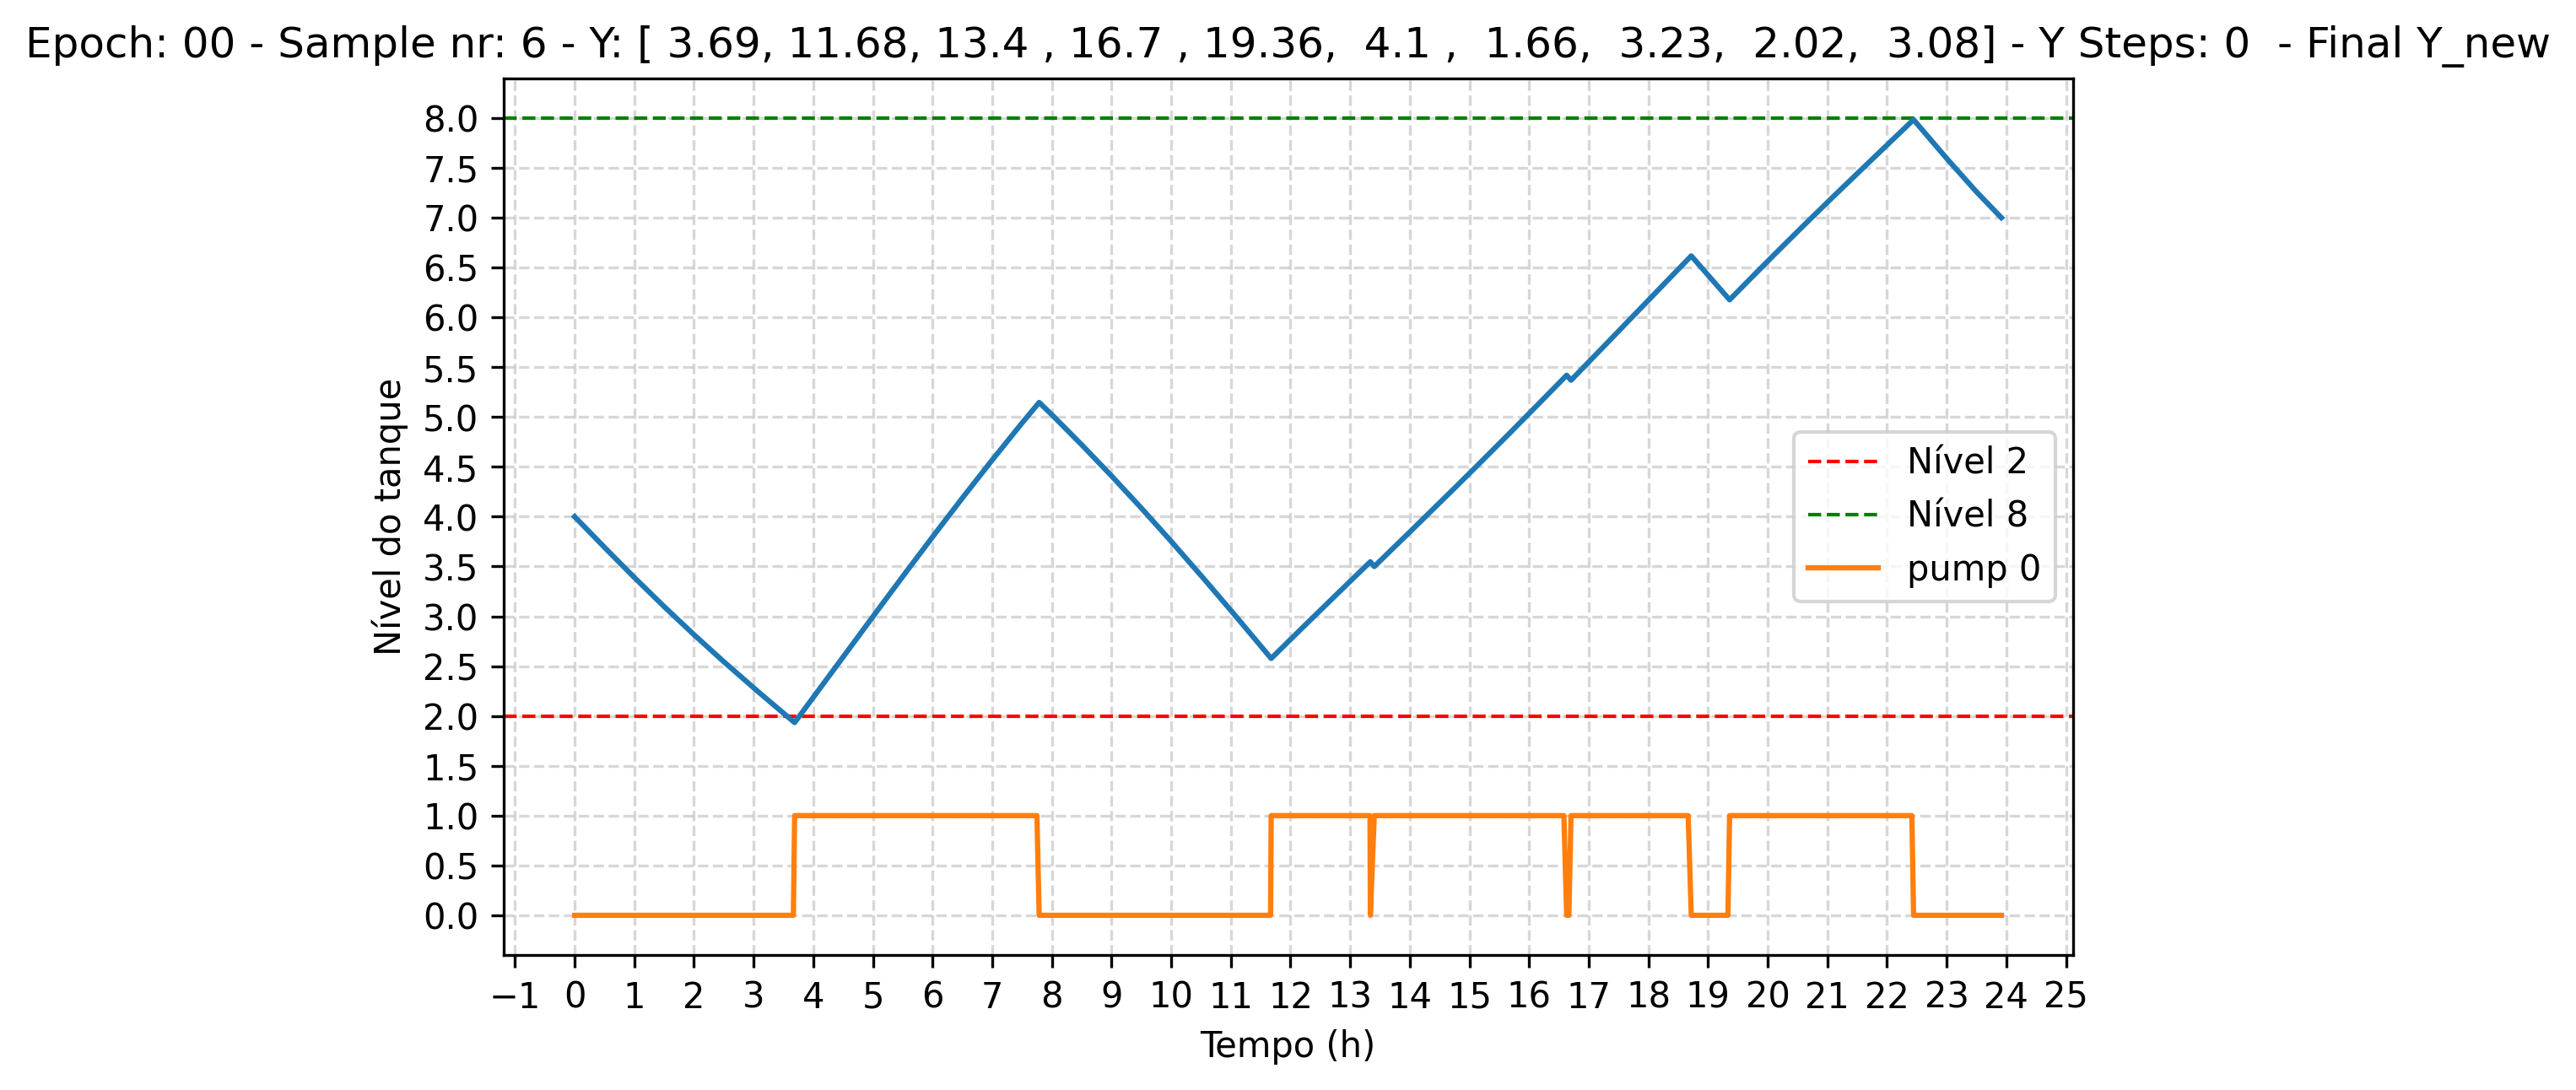 Epoch: 00 - Sample nr: 6 - Y: [ 3.69, 11.68, 13.4 , 16.7 , 19.36,  4.1 ,  1.66,  3.23,  2.02,  3.08] - Y Steps: 0  - Final Y_new
8.0
7.5
7.0
6.5
6.0
5.5
5.0
4.5
4.0
3.5
3.0
2.5
2.0
1.5
1.0
0.5
0.0
Nível do tanque
Nível 2
Nível 8
pump 0
−1 0 1 2 3 4 5 6 7 8 9 10 11 12 13 14 15 16 17 18 19 20 21 22 23 24 25
Tempo (h)